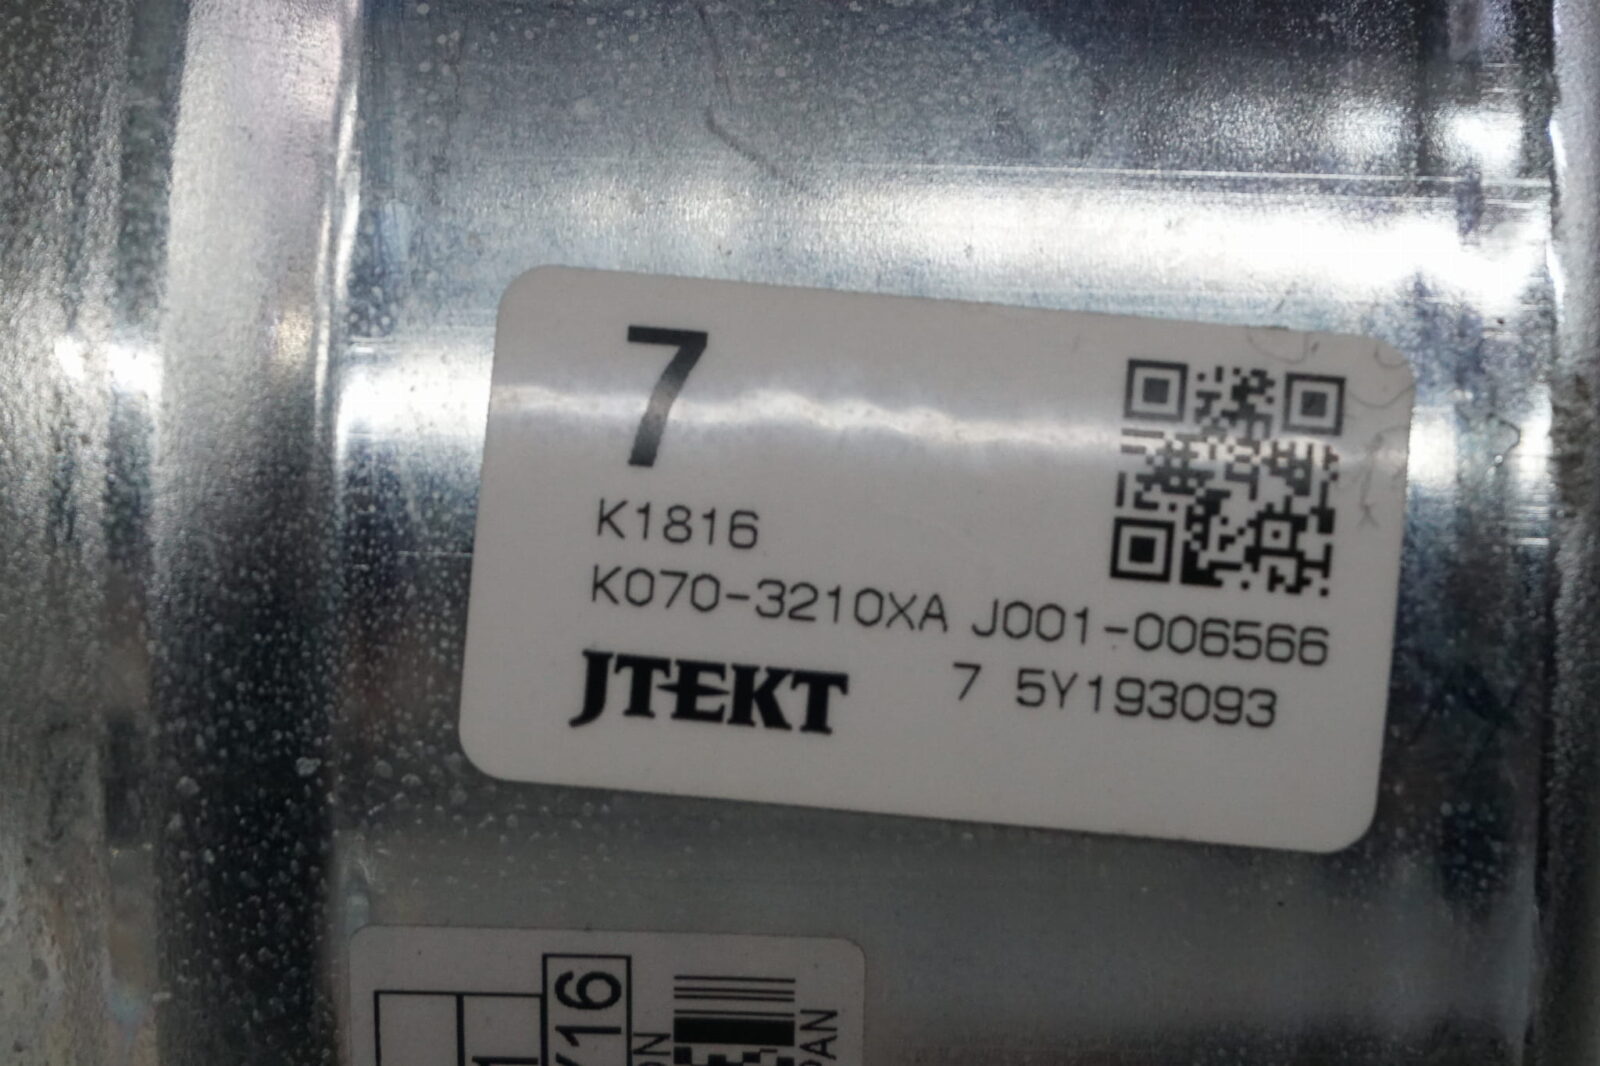 7
K1816
K070-3210XA J001-006566
JTEKT 7 5Y193093